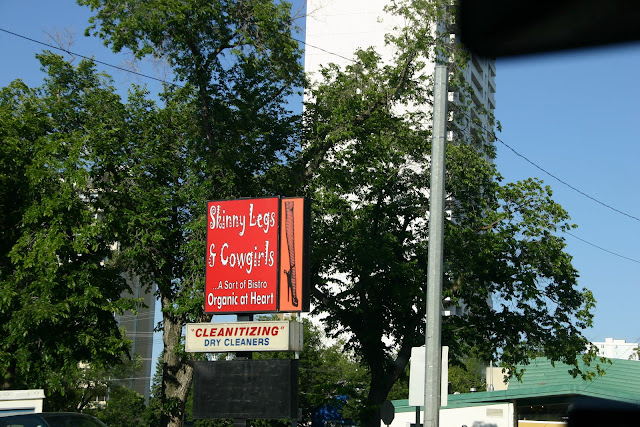 Skinny Legs
& Cowgirls
...A Sort of Bistro
Organic at Heart
"CLEANITIZING"
DRY CLEANERS